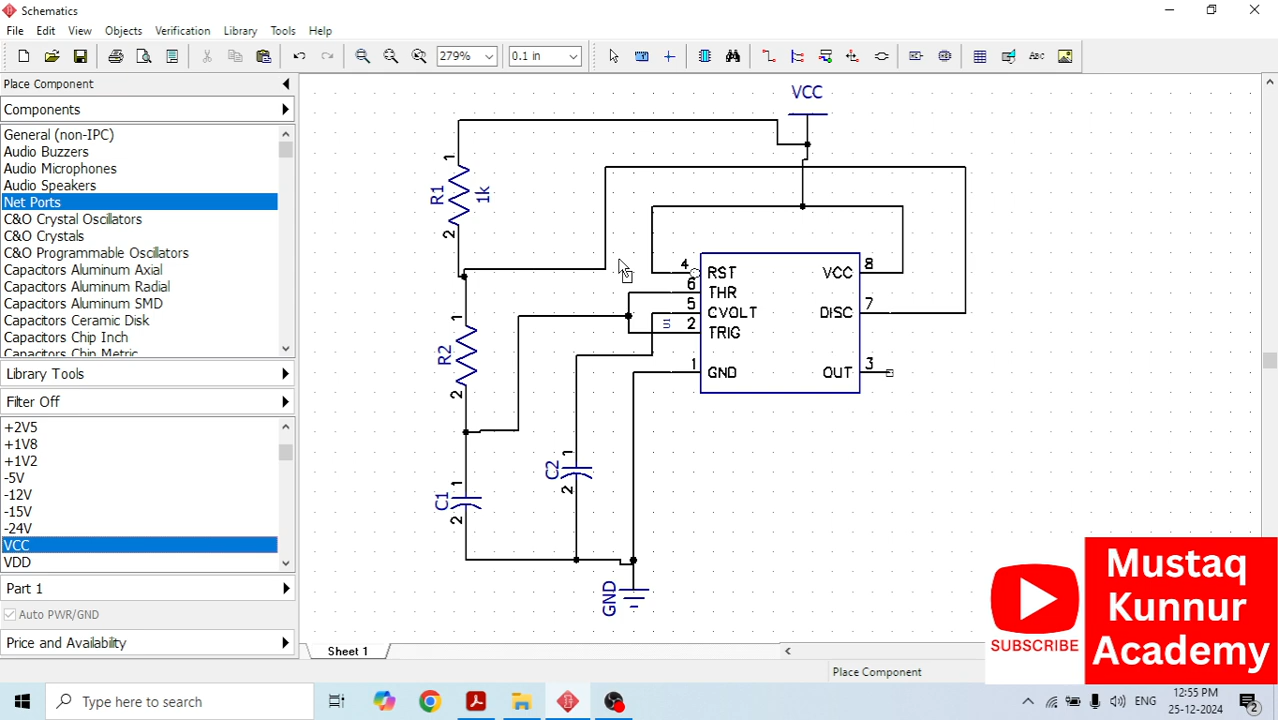 Schematics
File Edit View Objects Verification Library Tools Help
279% 0.1 in ABC
Place Component
Components
General (non-IPC)
Audio Buzzers
Audio Microphones
Audio Speakers
Net Ports
C&O Crystal Oscillators
C&O Crystals
C&O Programmable Oscillators
Capacitors Aluminum Axial
Capacitors Aluminum Radial
Capacitors Aluminum SMD
Capacitors Ceramic Disk
Capacitors Chip Inch
Capacitors Chip Metric
Library Tools
Filter Off
+2V5
+1V8
+1V2
-5V
-12V
-15V
-24V
VCC
VDD
Part 1
Auto PWR/GND
Price and Availability
VCC
1
R1 1k
2
4 RST VCC 8
6 THR
5 CVOLT DISC 7
U1 2 TRIG
1 GND OUT 3
1
R2
2
1
C2
2
1
C1
2
GND
Sheet 1
Place Component
SUBSCRIBE
Mustaq
Kunnur
Academy
Type here to search
ENG
12:55 PM
25-12-2024
2